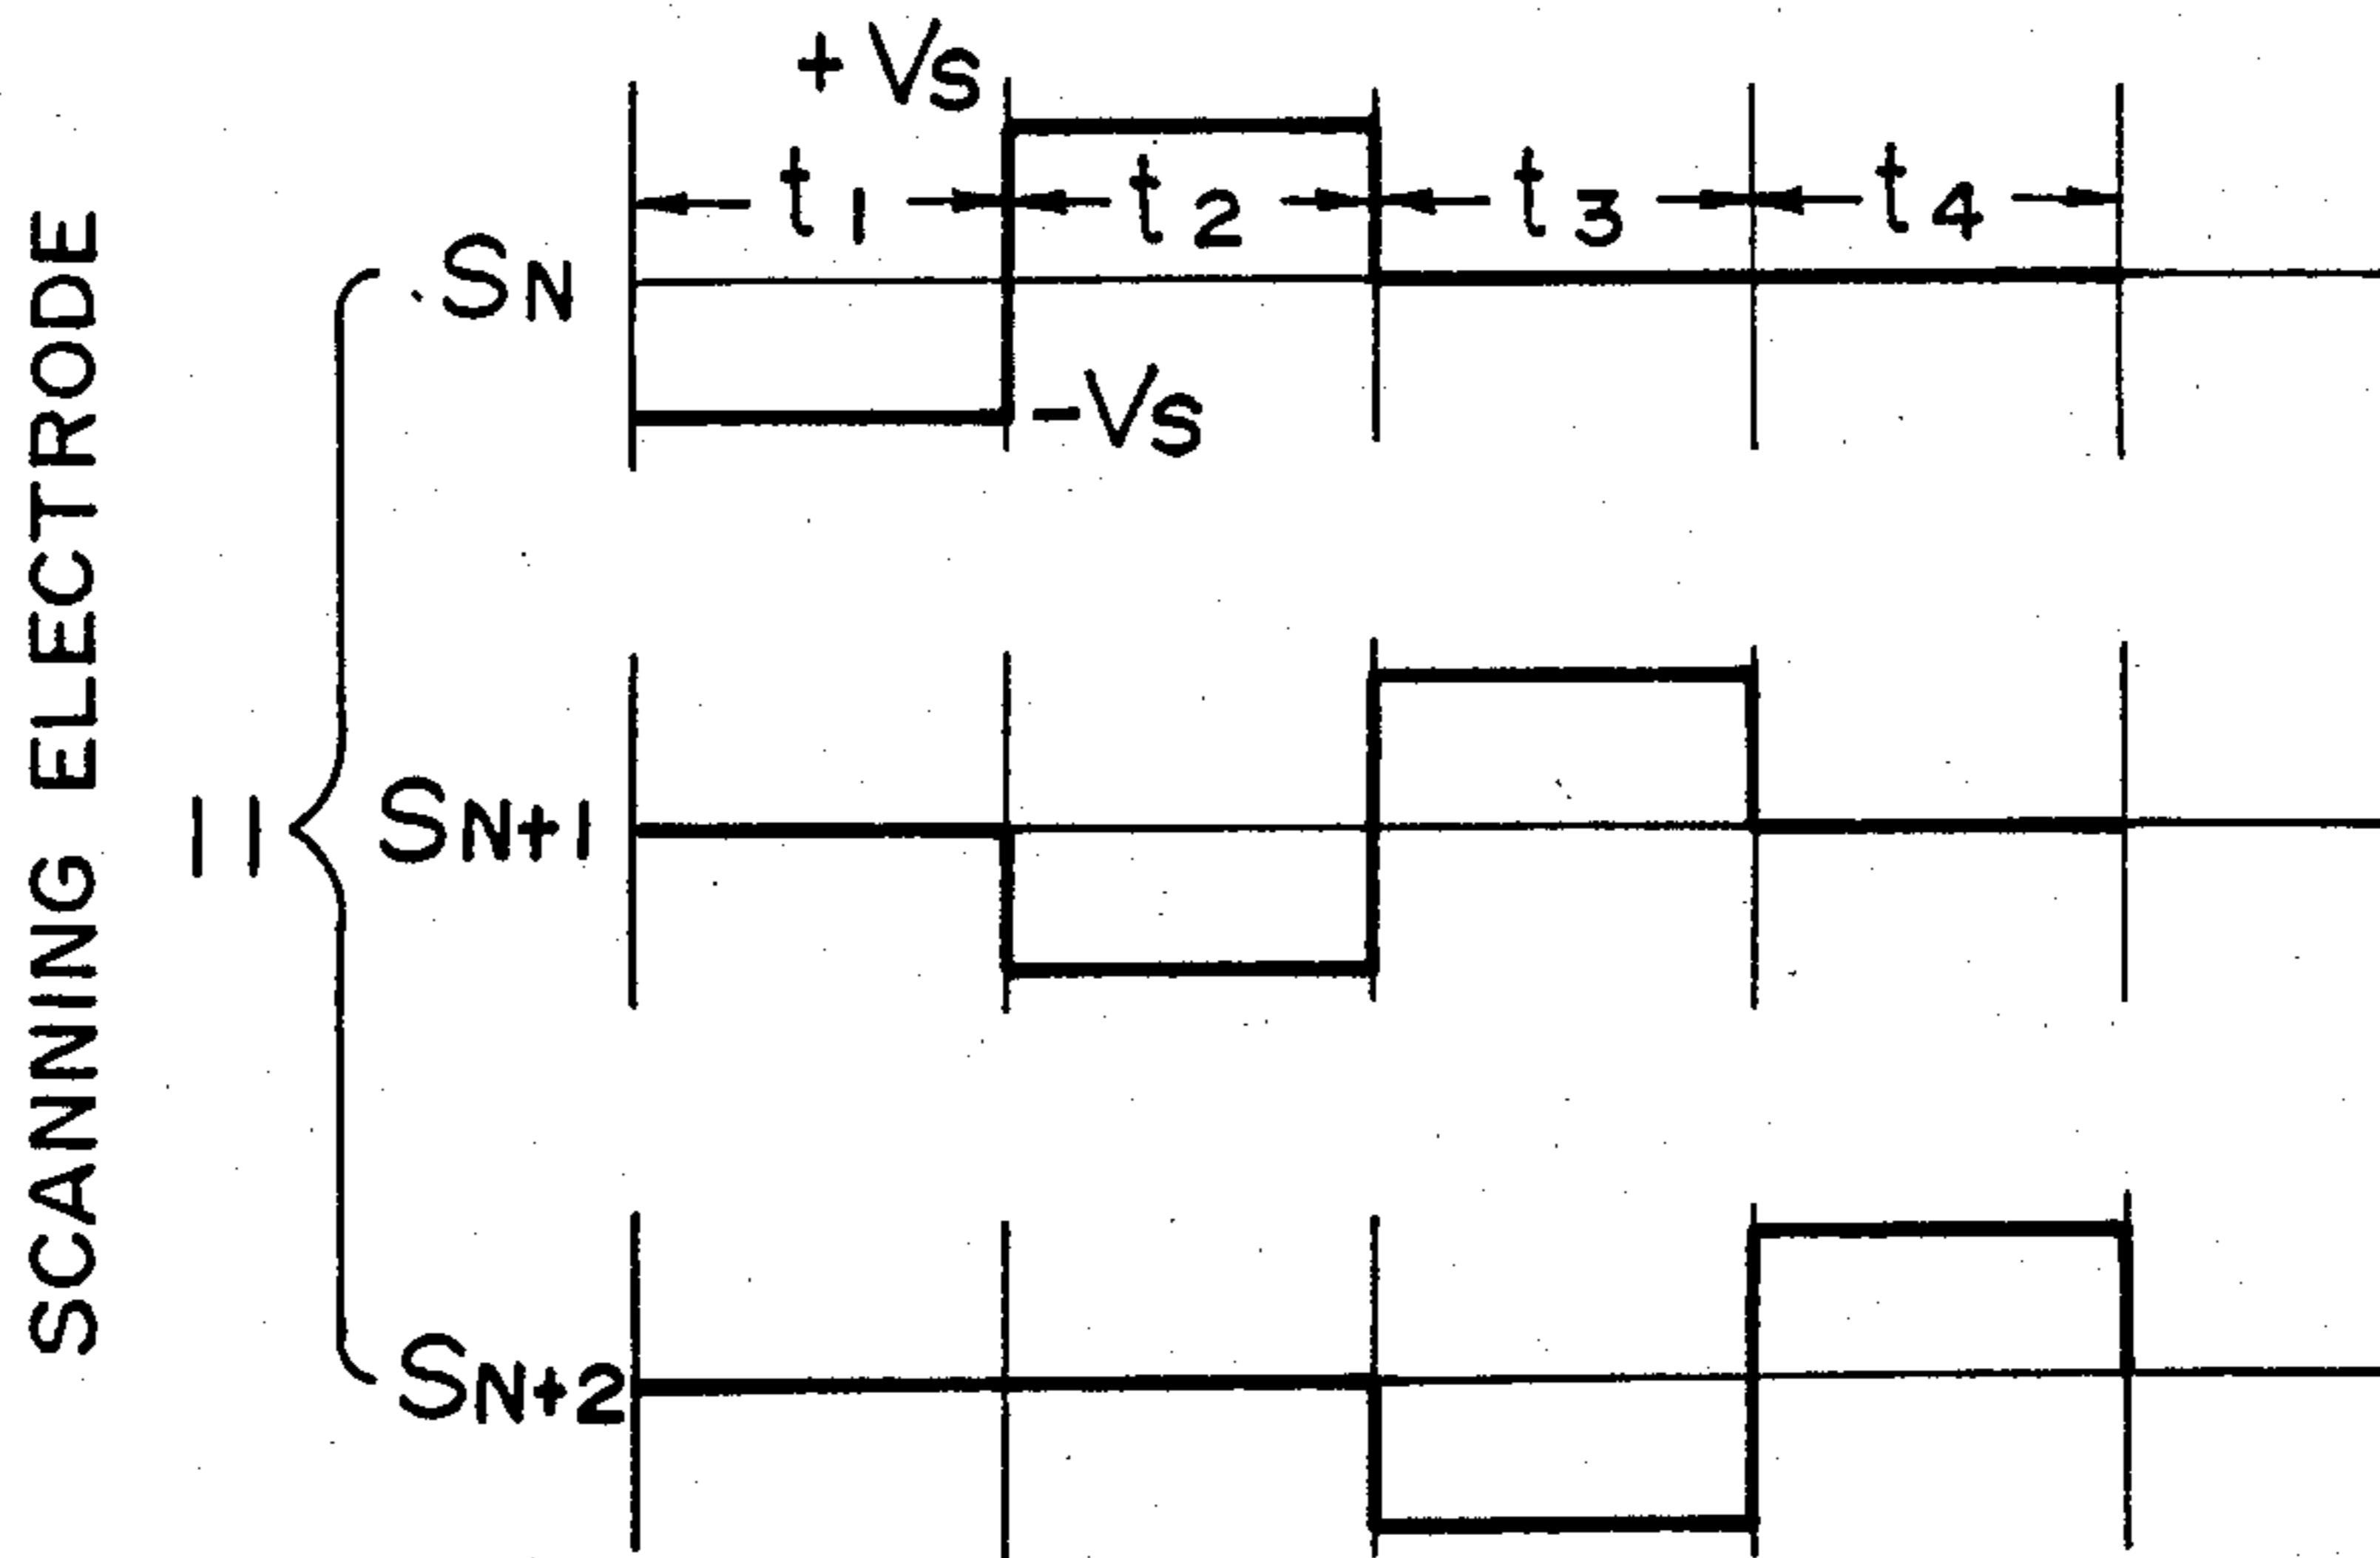 SCANNING ELECTRODE
11
SN
+Vs
t1
t2
t3
t4
-Vs
SN+1
SN+2